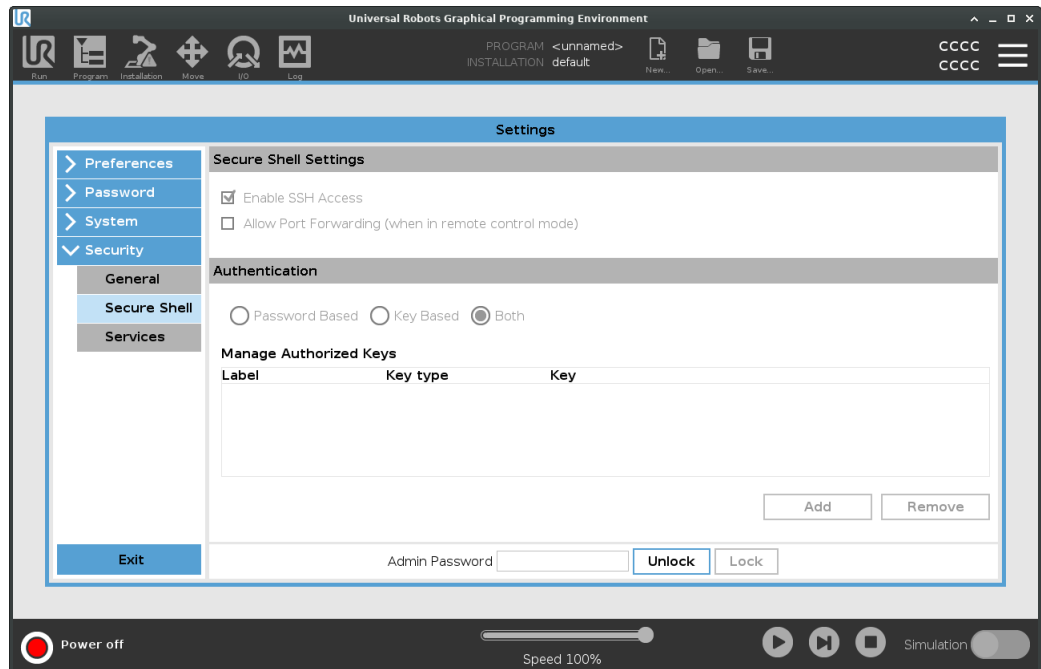 Universal Robots Graphical Programming Environment
PROGRAM <unnamed>
INSTALLATION default
Run Program Installation Move I/O Log New... Open... Save...
CCCC
CCCC
Settings
Preferences
Password
System
Security
General
Secure Shell
Services
Exit
Secure Shell Settings
Enable SSH Access
Allow Port Forwarding (when in remote control mode)
Authentication
Password Based Key Based Both
Manage Authorized Keys
Label Key type Key
Add Remove
Admin Password Unlock Lock
Power off
Speed 100%
Simulation